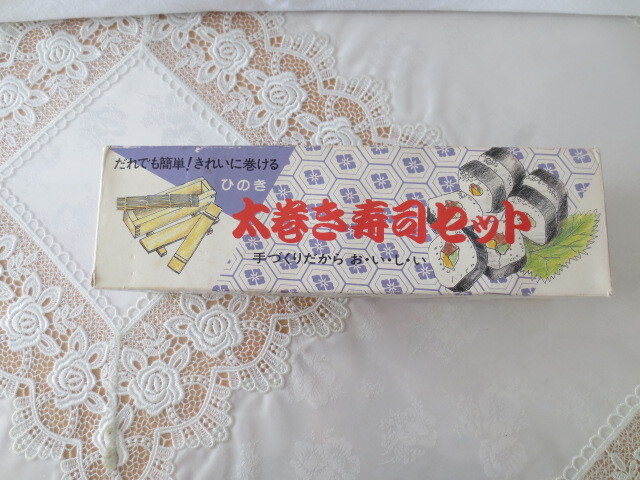 だれでも簡単!きれいに巻ける
ひのき
太巻き寿司セット
手づくりだから お・い・し・い